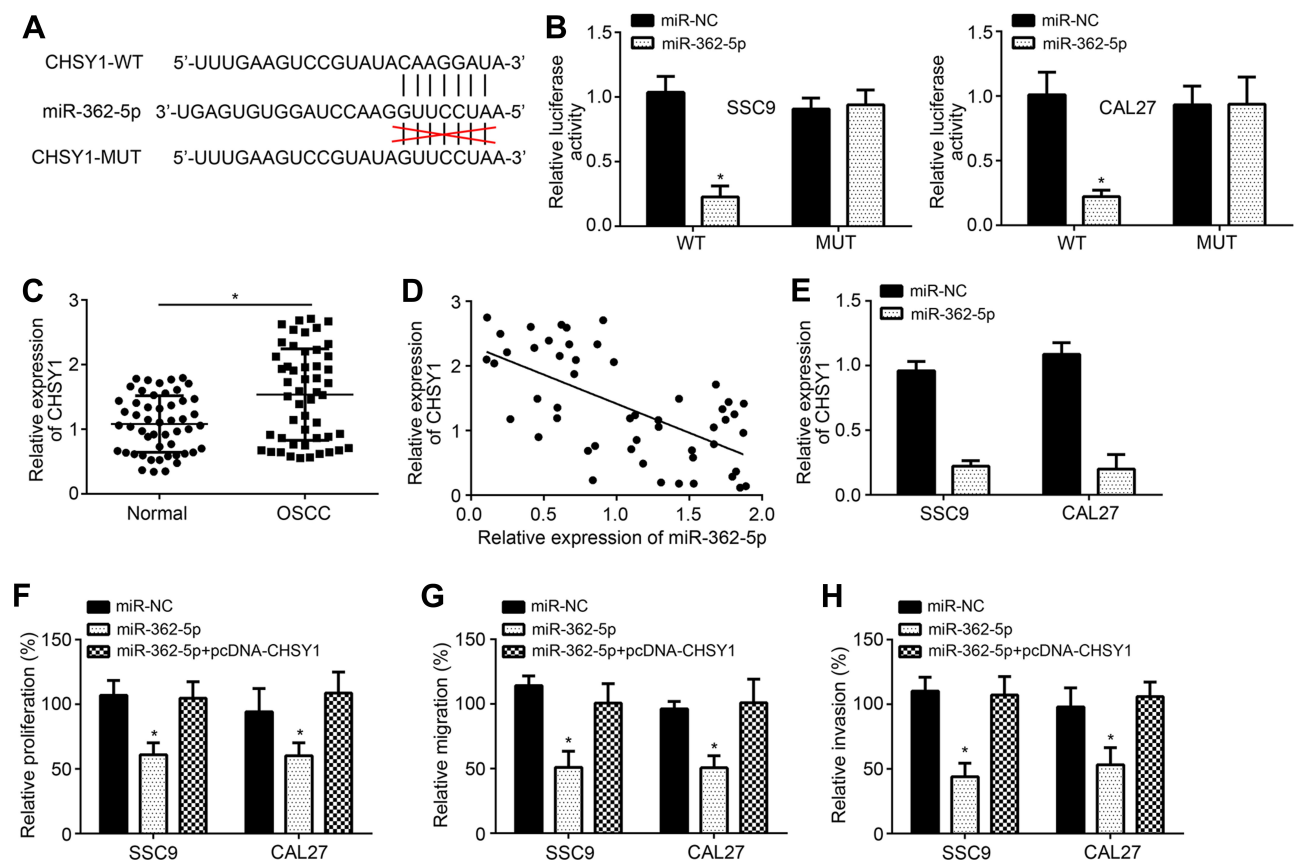 A
CHSY1-WT 5’-UUUGAAGUCCGUAUACAAGGAUA-3’
miR-362-5p 3’-UGAGUGUGGAUCCAAGGUUCCUAA-5’
CHSY1-MUT 5’-UUUGAAGUCCGUAUAGUUCCUAA-3’
B
miR-NC
miR-362-5p
Relative luciferase
activity
1.5
1.0
0.5
0.0
SSC9
*
WT MUT
miR-NC
miR-362-5p
Relative luciferase
activity
1.5
1.0
0.5
0.0
CAL27
*
WT MUT
C
Relative expression
of CHSY1
3
2
1
0
*
Normal OSCC
D
Relative expression
of CHSY1
3
2
1
0
0.0 0.5 1.0 1.5 2.0
Relative expression of miR-362-5p
E
miR-NC
miR-362-5p
Relative expression
of CHSY1
1.5
1.0
0.5
0.0
SSC9 CAL27
F
miR-NC
miR-362-5p
miR-362-5p+pcDNA-CHSY1
Relative proliferation (%)
150
100
50
0
* *
SSC9 CAL27
G
miR-NC
miR-362-5p
miR-362-5p+pcDNA-CHSY1
Relative migration (%)
150
100
50
0
* *
SSC9 CAL27
H
miR-NC
miR-362-5p
miR-362-5p+pcDNA-CHSY1
Relative invasion (%)
150
100
50
0
* *
SSC9 CAL27